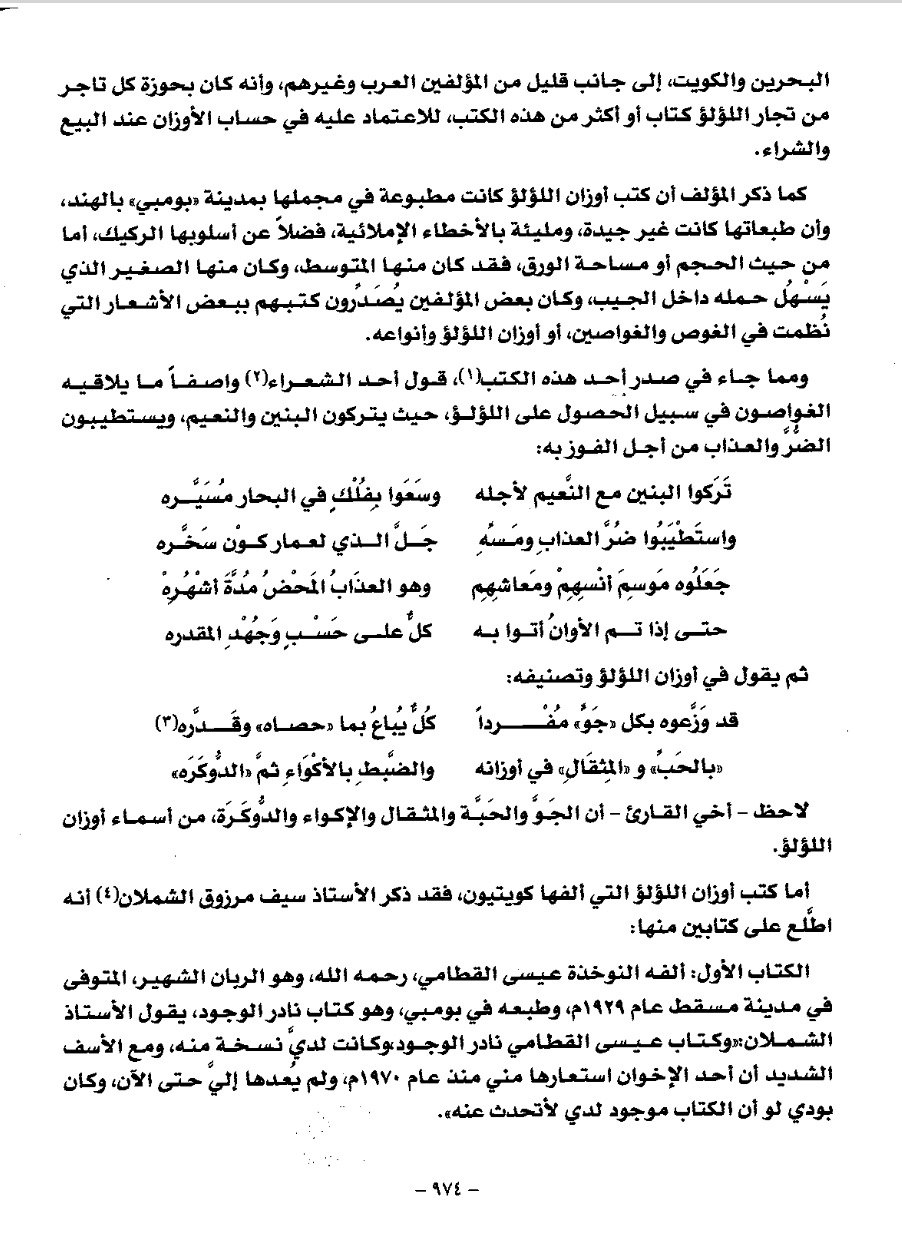 البحرين والكويت، إلى جانب قليل من المؤلفين العرب وغيرهم، وأنه كان بحوزة كل تاجر
من تجار اللؤلؤ كتاب أو أكثر من هذه الكتب، للاعتماد عليه في حساب الأوزان عند البيع
والشراء.
كما ذكر المؤلف أن كتب أوزان اللؤلؤ كانت مطبوعة في مجملها بمدينة «بومبي» بالهند،
وأن طبعاتها كانت غير جيدة، ومليئة بالأخطاء الإملائية، فضلاً عن أسلوبها الركيك، أما
من حيث الحجم أو مساحة الورق، فقد كان منها المتوسط، وكان منها الصغير الذي
يَسْهُل حمله داخل الجيب، وكان بعض المؤلفين يُصَدِّرون كتبهم ببعض الأشعار التي
نُظمت في الغوص والغواصين، أو أوزان اللؤلؤ وأنواعه.
ومما جاء في صدر أحد هذه الكتب(١)، قول أحد الشعراء(٢) واصفاً ما يلاقيه
الغواصون في سبيل الحصول على اللؤلؤ، حيث يتركون البنين والنعيم، ويستطيبون
الضُّرَّ والعذاب من أجل الفوز به:
تَرَكوا البنين مع النَّعيم لأجله وسَعَوا بِفُلْكٍ في البحار مُسَيَّره
واستَطْيَبُوا ضُرَّ العذاب ومَسهُ جَلَّ الذي لعمار كوْن سَخَّره
جَعَلُوه مَوسِمَ أنْسِهِمْ ومَعاشهِم وهو العذَابُ المَحْضُ مُدَّةَ أشْهُرِهْ
حتى إذا تم الأوانُ أتوا به كلٌ على حَسْبٍ وَجُهْدِ المقدره
ثم يقول في أوزان اللؤلؤ وتصنيفه:
قد وَزَّعوه بكل «جَوٍّ» مُفْرداً كُلٌ يُباعُ بما «حصاه» وقَدَّره(٣)
«بالحَبِّ» و «المِثقَالِ» في أوزانه والضَّبطِ بالأكْوَاءِ ثمَّ «الدُّوكَرَه»
لاحظ - أخي القارئ - أن الجَوَّ والحَبَّة والمثقال والإكواء والدُّوكَرَة، من أسماء أوزان
اللؤلؤ.
أما كتب أوزان اللؤلؤ التي ألفها كويتيون، فقد ذكر الأستاذ سيف مرزوق الشملان(٤) أنه
اطَّلع على كتابين منها:
الكتاب الأول: ألفه النوخذة عيسى القطامي، رحمه الله، وهو الربان الشهير، المتوفى
في مدينة مسقط عام ١٩٢٩م، وطبعه في بومبي، وهو كتاب نادر الوجود، يقول الأستاذ
الشملان:«وكتاب عيسى القطامي نادر الوجود،وكانت لديَّ نسخة منه، ومع الأسف
الشديد أن أحد الإخوان استعارها مني منذ عام ١٩٧٠م، ولم يُعدها إليَّ حتى الآن، وكان
بودي لو أن الكتاب موجود لدي لأتحدث عنه».
- ٩٧٤ -